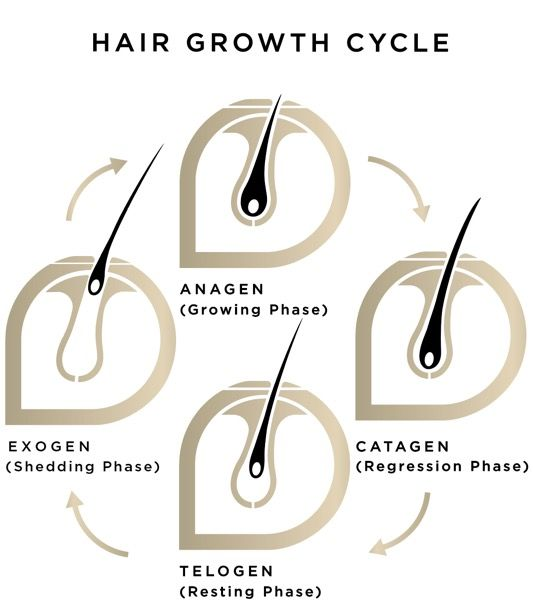 HAIR GROWTH CYCLE
ANAGEN
(Growing Phase)
CATAGEN
(Regression Phase)
TELOGEN
(Resting Phase)
EXOGEN
(Shedding Phase)